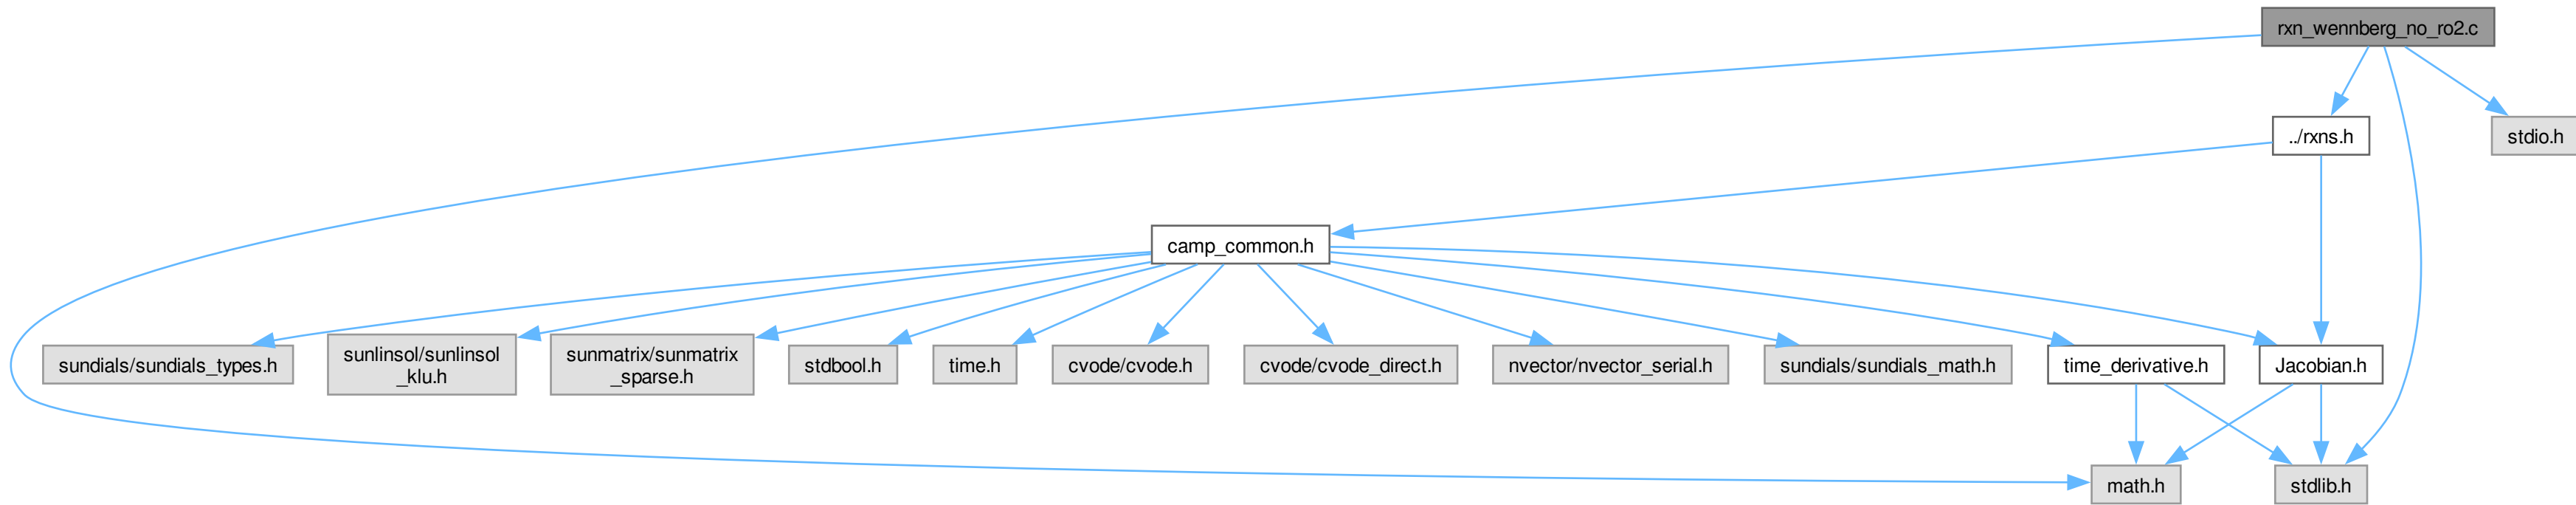 rxn_wennberg_no_ro2.c
../rxns.h
stdio.h
camp_common.h
sundials/sundials_types.h
sunlinsol/sunlinsol
_klu.h
sunmatrix/sunmatrix
_sparse.h
stdbool.h
time.h
cvode/cvode.h
cvode/cvode_direct.h
nvector/nvector_serial.h
sundials/sundials_math.h
time_derivative.h
Jacobian.h
math.h
stdlib.h